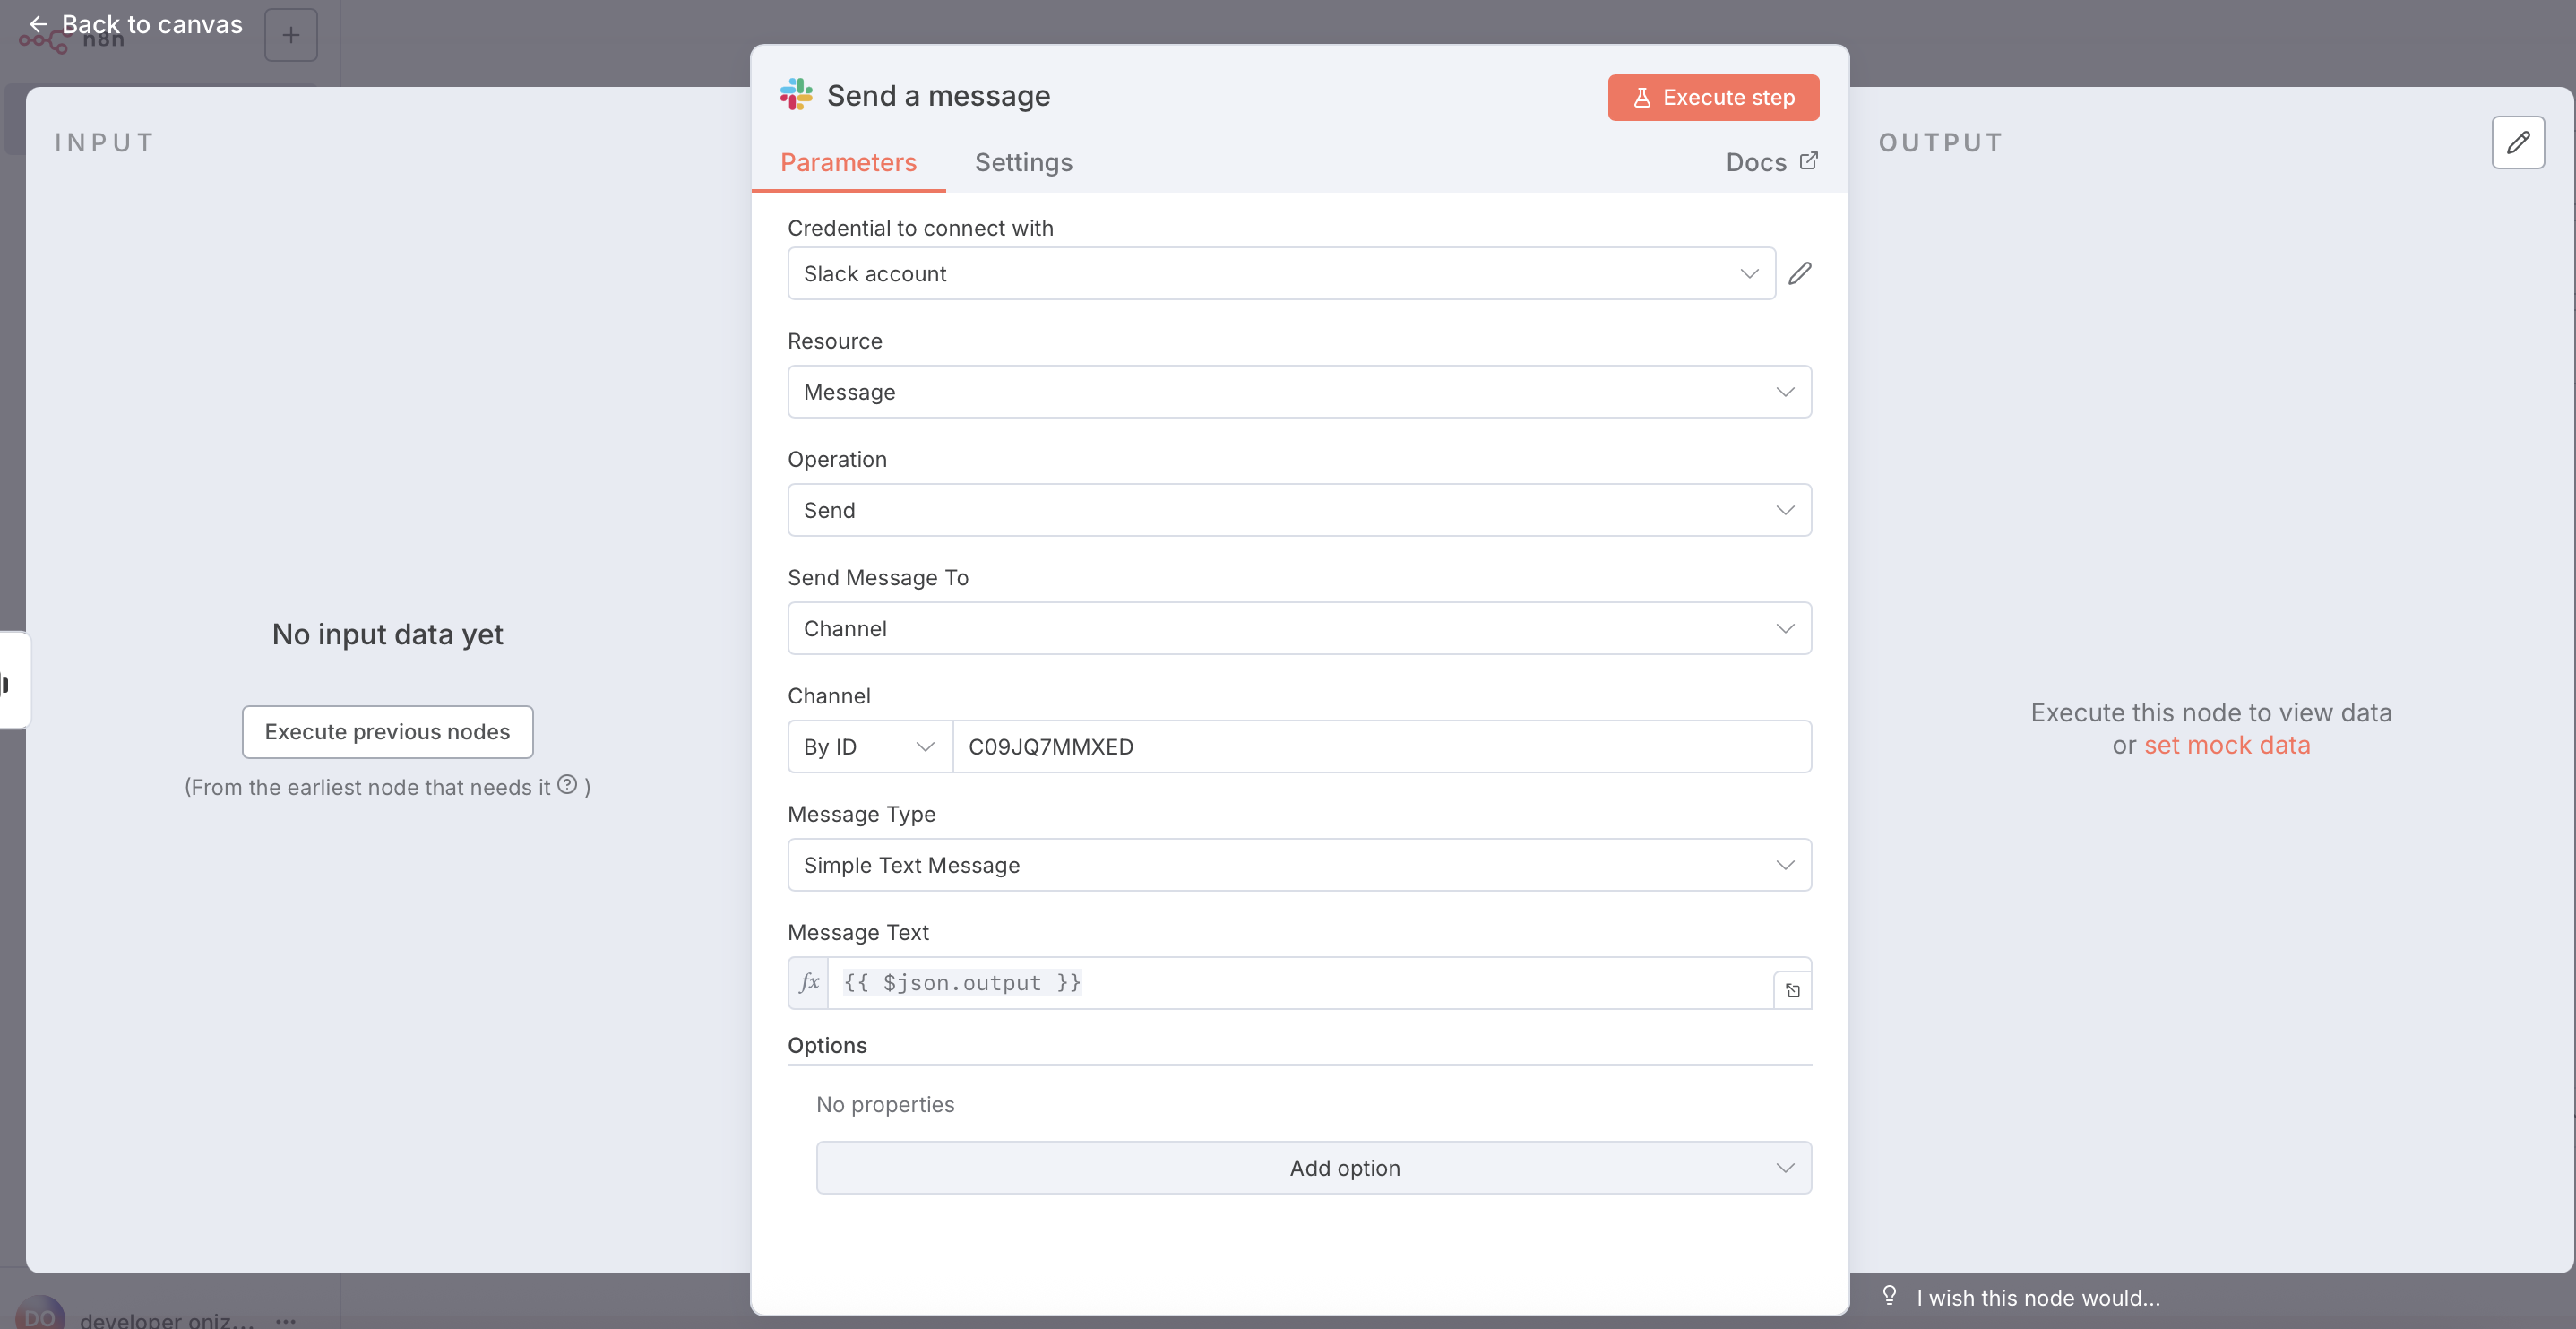 Back to canvas
n8n
INPUT
No input data yet
Execute previous nodes
(From the earliest node that needs it ? )
Send a message
Execute step
Parameters
Settings
Docs
Credential to connect with
Slack account
Resource
Message
Operation
Send
Send Message To
Channel
Channel
By ID
C09JQ7MMXED
Message Type
Simple Text Message
Message Text
fx
{{ $json.output }}
Options
No properties
Add option
OUTPUT
Execute this node to view data
or set mock data
I wish this node would...
DO
developer oniz...